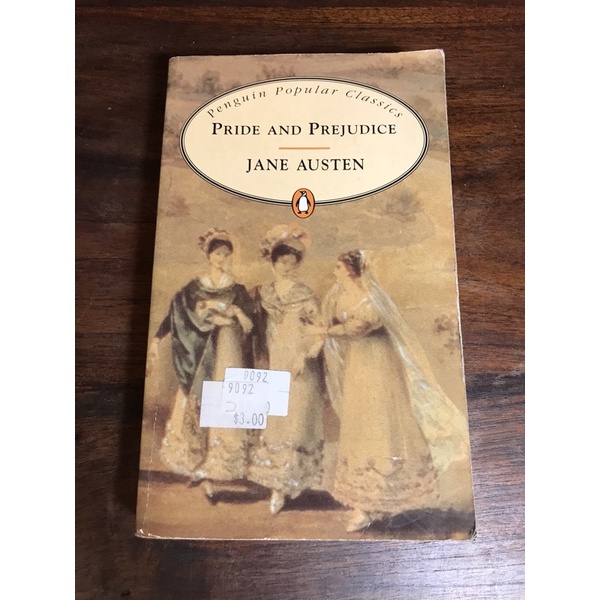 Penguin Popular Classics
PRIDE AND PREJUDICE
JANE AUSTEN
9092
9092
$3.00